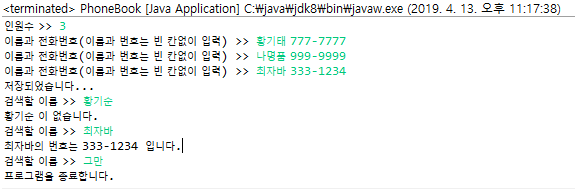 <terminated> PhoneBook [Java Application] C:₩java₩jdk8₩bin₩javaw.exe (2019. 4. 13. 오후 11:17:38)
인원수 >> 3
이름과 전화번호(이름과 번호는 빈 칸없이 입력) >> 황기태 777-7777
이름과 전화번호(이름과 번호는 빈 칸없이 입력) >> 나명품 999-9999
이름과 전화번호(이름과 번호는 빈 칸없이 입력) >> 최자바 333-1234
저장되었습니다...
검색할 이름 >> 황기순
황기순 이 없습니다.
검색할 이름 >> 최자바
최자바의 번호는 333-1234 입니다.
검색할 이름 >> 그만
프로그램을 종료합니다.